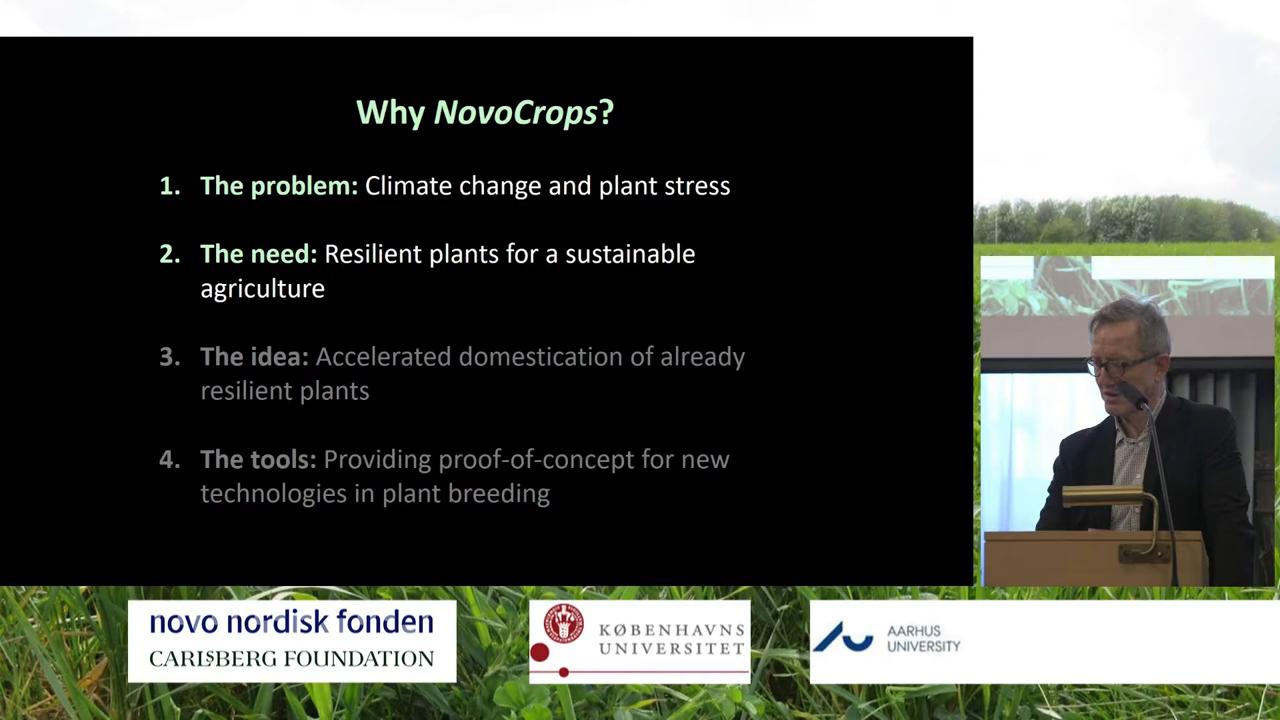 Why NovoCrops?
1. The problem: Climate change and plant stress
2. The need: Resilient plants for a sustainable
agriculture
3. The idea: Accelerated domestication of already
resilient plants
4. The tools: Providing proof-of-concept for new
technologies in plant breeding
novo nordisk fonden
CARLSBERG FOUNDATION
KØBENHAVNS
UNIVERSITET
AARHUS
UNIVERSITY